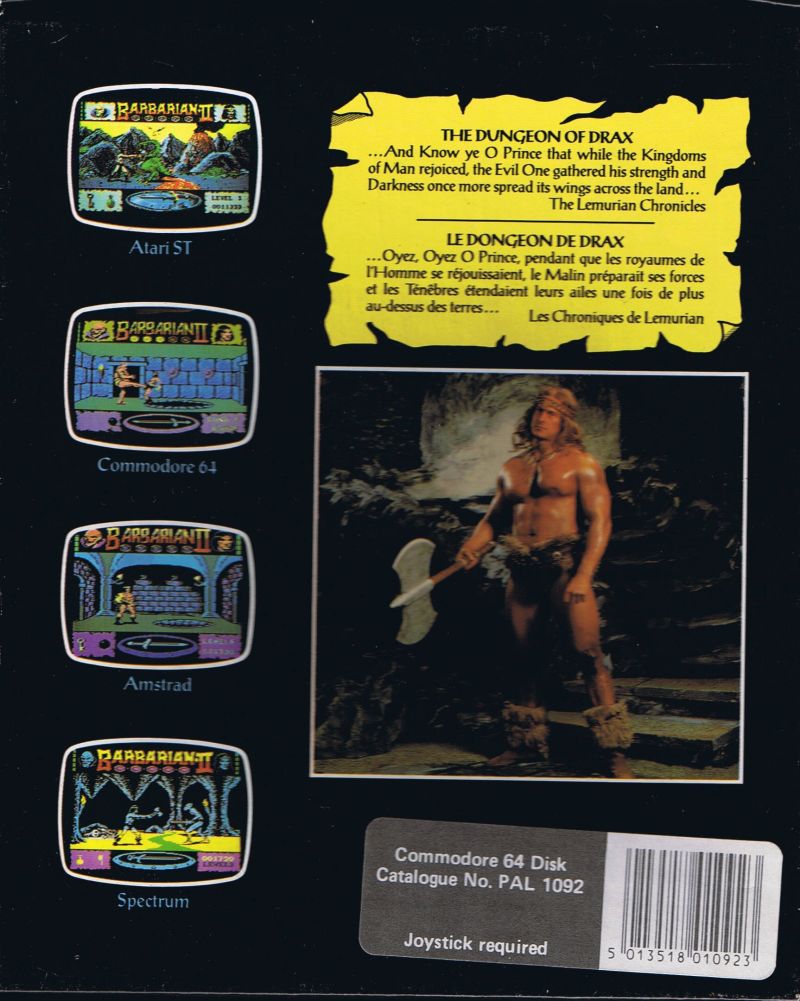 BARBARIAN·II
LEVEL 1
0011233
Atari ST
BARBARIAN II
Commodore 64
BARBARIAN II
Amstrad
BARBARIAN·II
001720
Spectrum
THE DUNGEON OF DRAX
...And Know ye O Prince that while the Kingdoms
of Man rejoiced, the Evil One gathered his strength and
Darkness once more spread its wings across the land...
The Lemurian Chronicles
LE DONGEON DE DRAX
...Oyez, Oyez O Prince, pendant que les royaumes de
l'Homme se réjouissaient, le Malin préparait ses forces
et les Ténêbres étendaient leurs ailes une fois de plus
au-dessus des terres...
Les Chroniques de Lemurian
Commodore 64 Disk
Catalogue No. PAL 1092
Joystick required
5 013518 010923